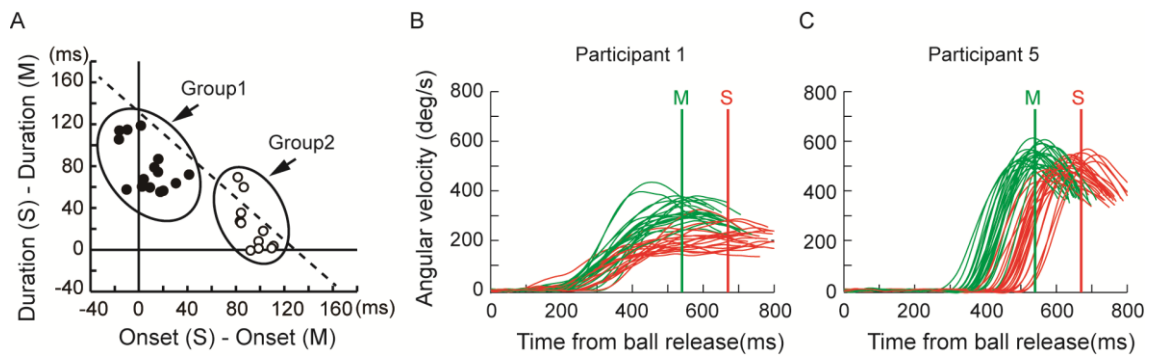 A
(ms)
160
120
80
40
0
-40
-40 0 40 80 120 160
(ms)
Duration (S) - Duration (M)
Onset (S) - Onset (M)
Group1
Group2
B
Participant 1
M
S
800
600
400
200
0
0 200 400 600 800
Angular velocity (deg/s)
Time from ball release(ms)
C
Participant 5
M
S
800
600
400
200
0
0 200 400 600 800
Time from ball release(ms)